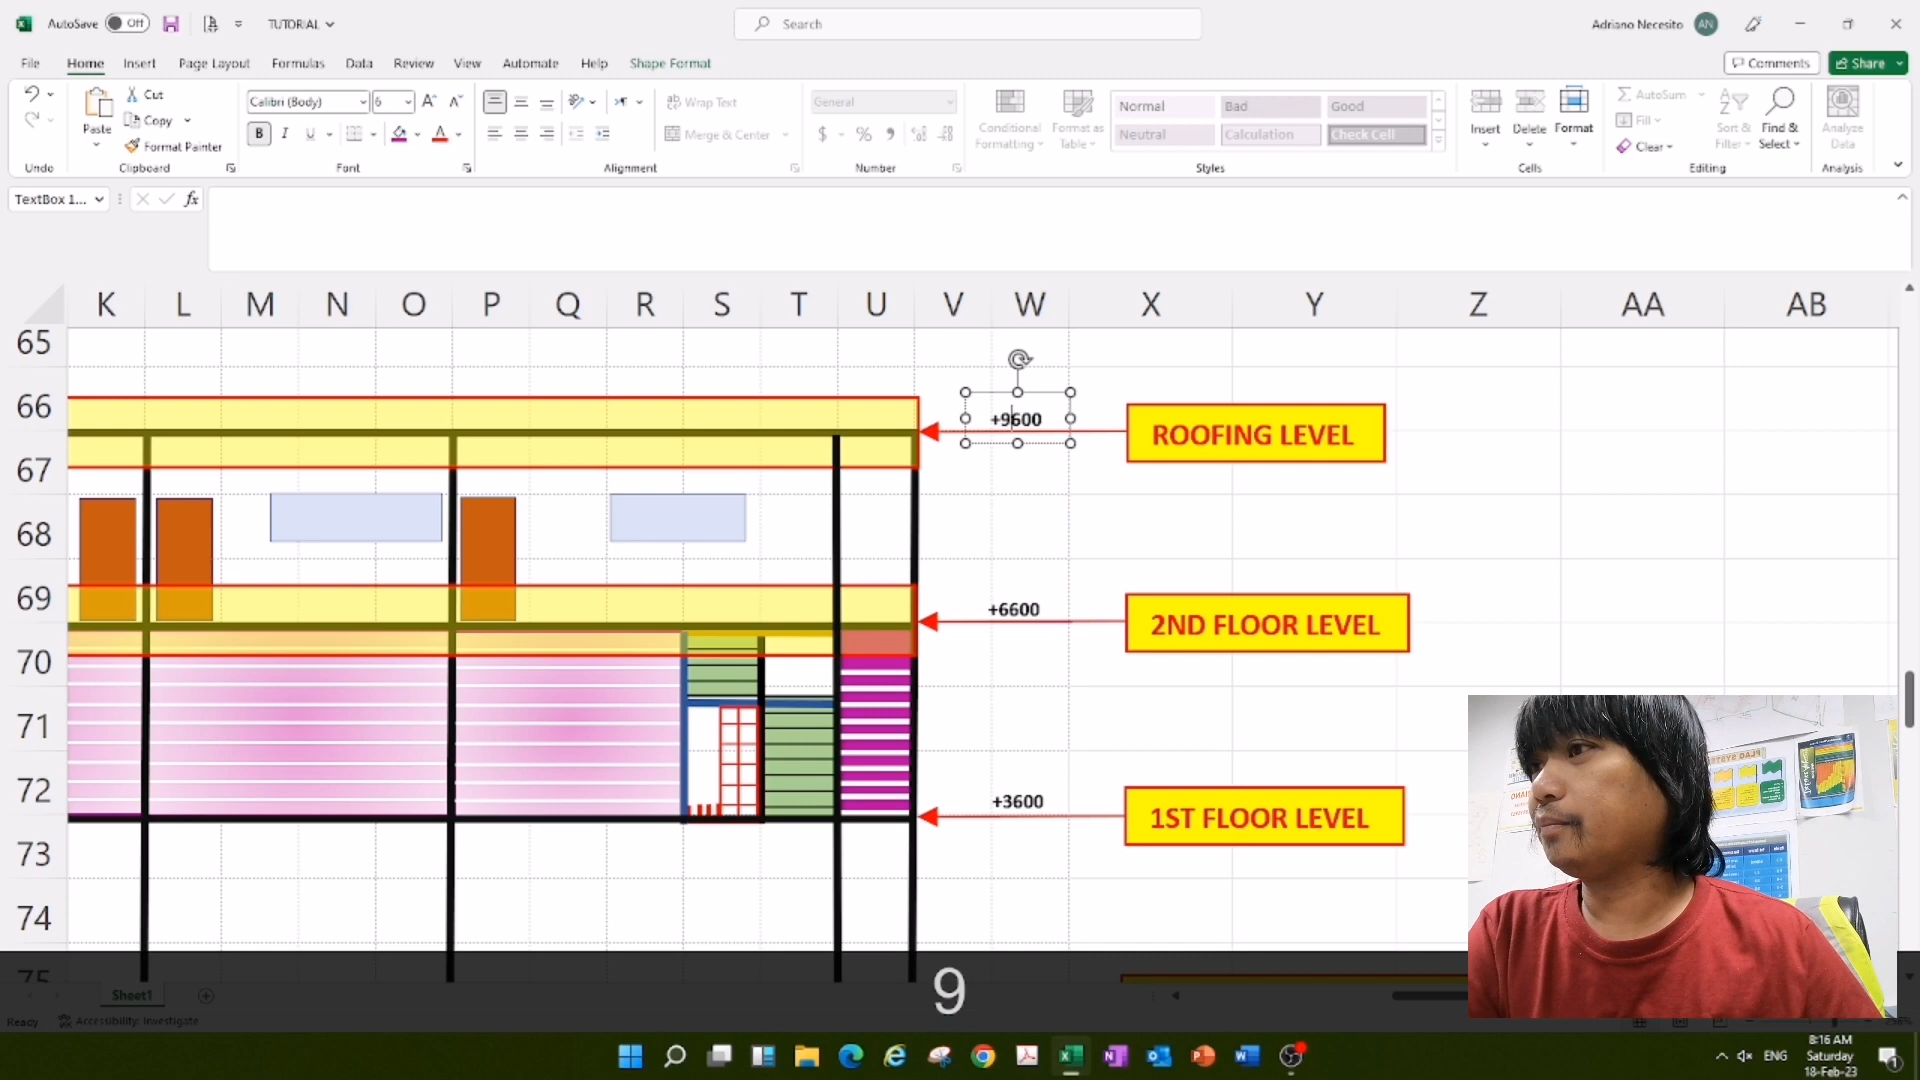 AutoSave Off TUTORIAL Search Adriano Necesito AN
File Home Insert Page Layout Formulas Data Review View Automate Help Shape Format Comments Share
Cut
Copy
Format Painter
Paste
Undo Clipboard
Calibri (Body) 6
B I U
Font
Wrap Text
Merge & Center
Alignment
General
Number
Conditional Formatting
Format as Table
Normal Bad Good
Neutral Calculation Check Cell
Styles
Insert Delete Format
Cells
AutoSum
Fill
Clear
Sort & Filter
Find & Select
Editing
Analyze Data
Analysis
TextBox 1... fx
K L M N O P Q R S T U V W X Y Z AA AB
65
66
+9600
ROOFING LEVEL
67
68
69
+6600
2ND FLOOR LEVEL
70
71
72
+3600
1ST FLOOR LEVEL
73
74
75
9
Sheet1
Ready Accessibility: Investigate
ENG
8:16 AM
Saturday
18-Feb-23